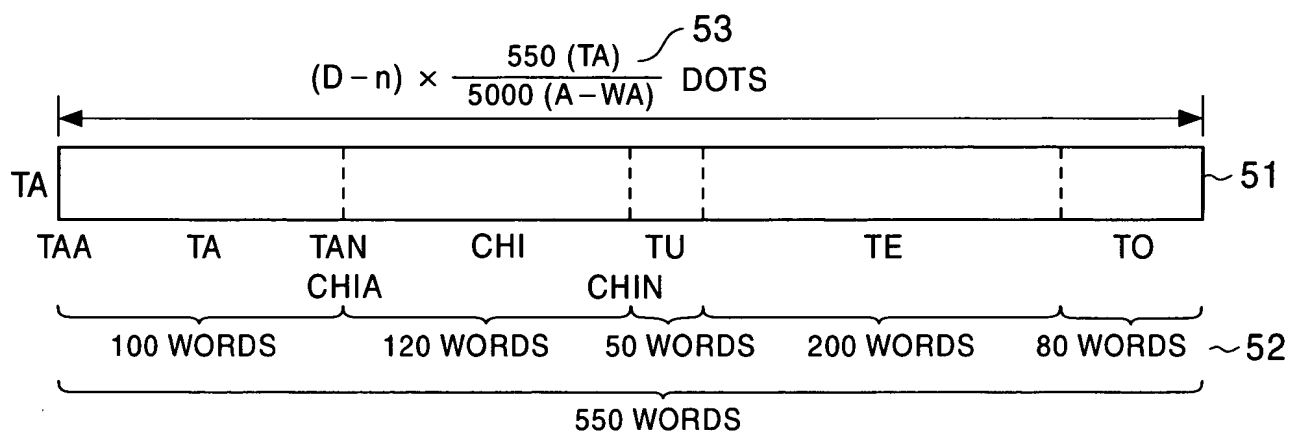 53
(D – n) × 550 (TA) / 5000 (A – WA) DOTS
TA
51
TAA TA TAN CHI TU TE TO
CHIA CHIN
100 WORDS 120 WORDS 50 WORDS 200 WORDS 80 WORDS 52
550 WORDS